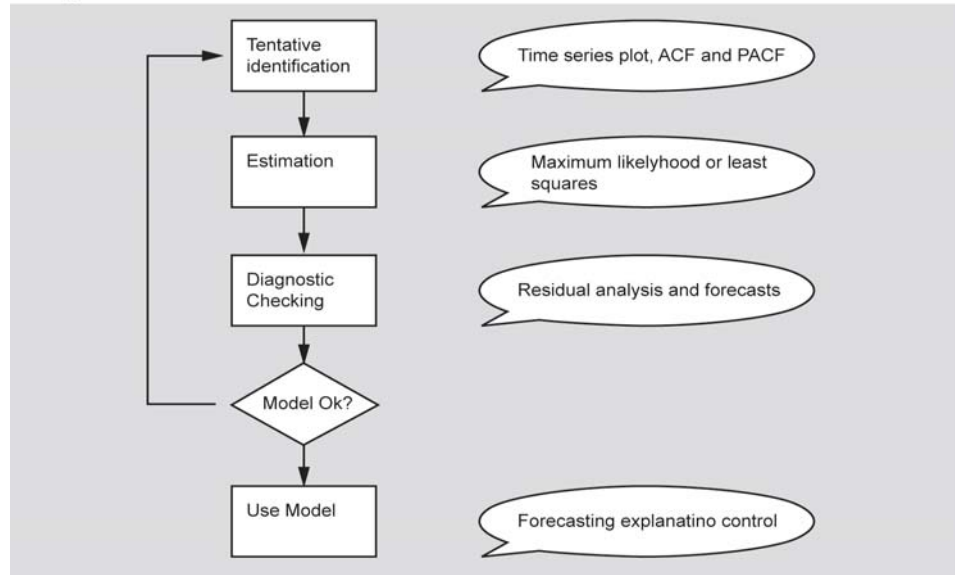 Tentative
identification
Time series plot, ACF and PACF
Estimation
Maximum likelyhood or least
squares
Diagnostic
Checking
Residual analysis and forecasts
Model Ok?
Use Model
Forecasting explanatino control